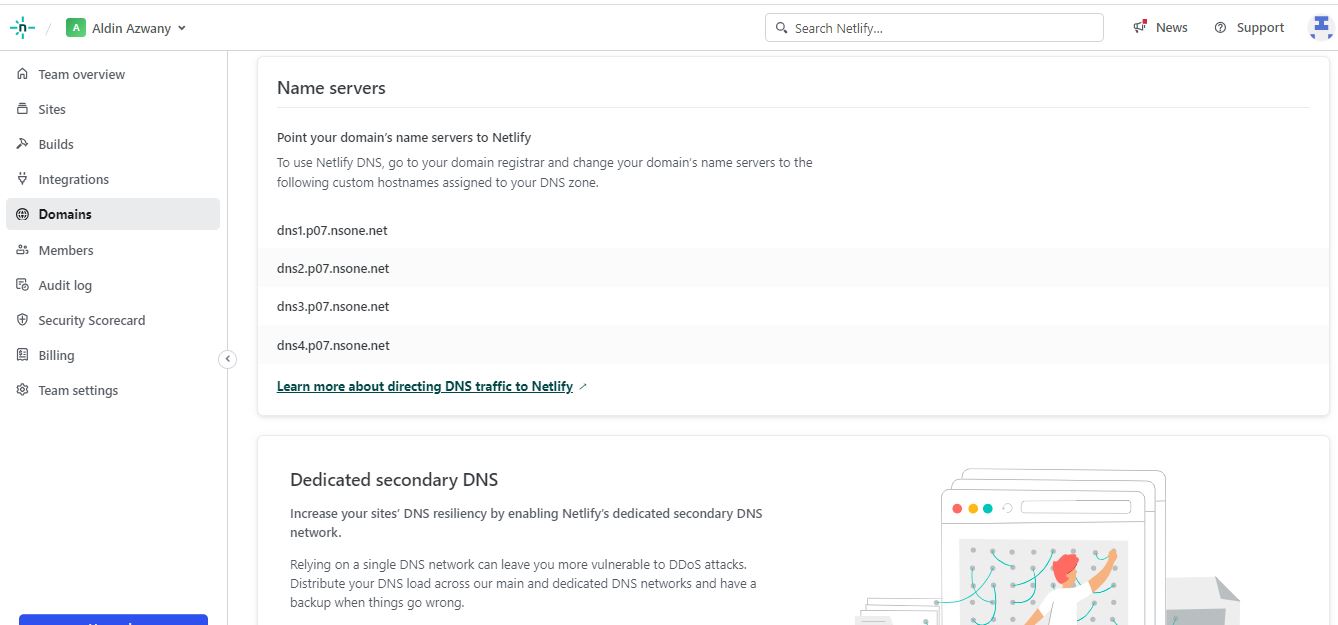 n / A Aldin Azwany
Search Netlify...
News
Support
Team overview
Sites
Builds
Integrations
Domains
Members
Audit log
Security Scorecard
Billing
Team settings
Name servers
Point your domain's name servers to Netlify
To use Netlify DNS, go to your domain registrar and change your domain's name servers to the
following custom hostnames assigned to your DNS zone.
dns1.p07.nsone.net
dns2.p07.nsone.net
dns3.p07.nsone.net
dns4.p07.nsone.net
Learn more about directing DNS traffic to Netlify
Dedicated secondary DNS
Increase your sites' DNS resiliency by enabling Netlify's dedicated secondary DNS
network.
Relying on a single DNS network can leave you more vulnerable to DDoS attacks.
Distribute your DNS load across our main and dedicated DNS networks and have a
backup when things go wrong.